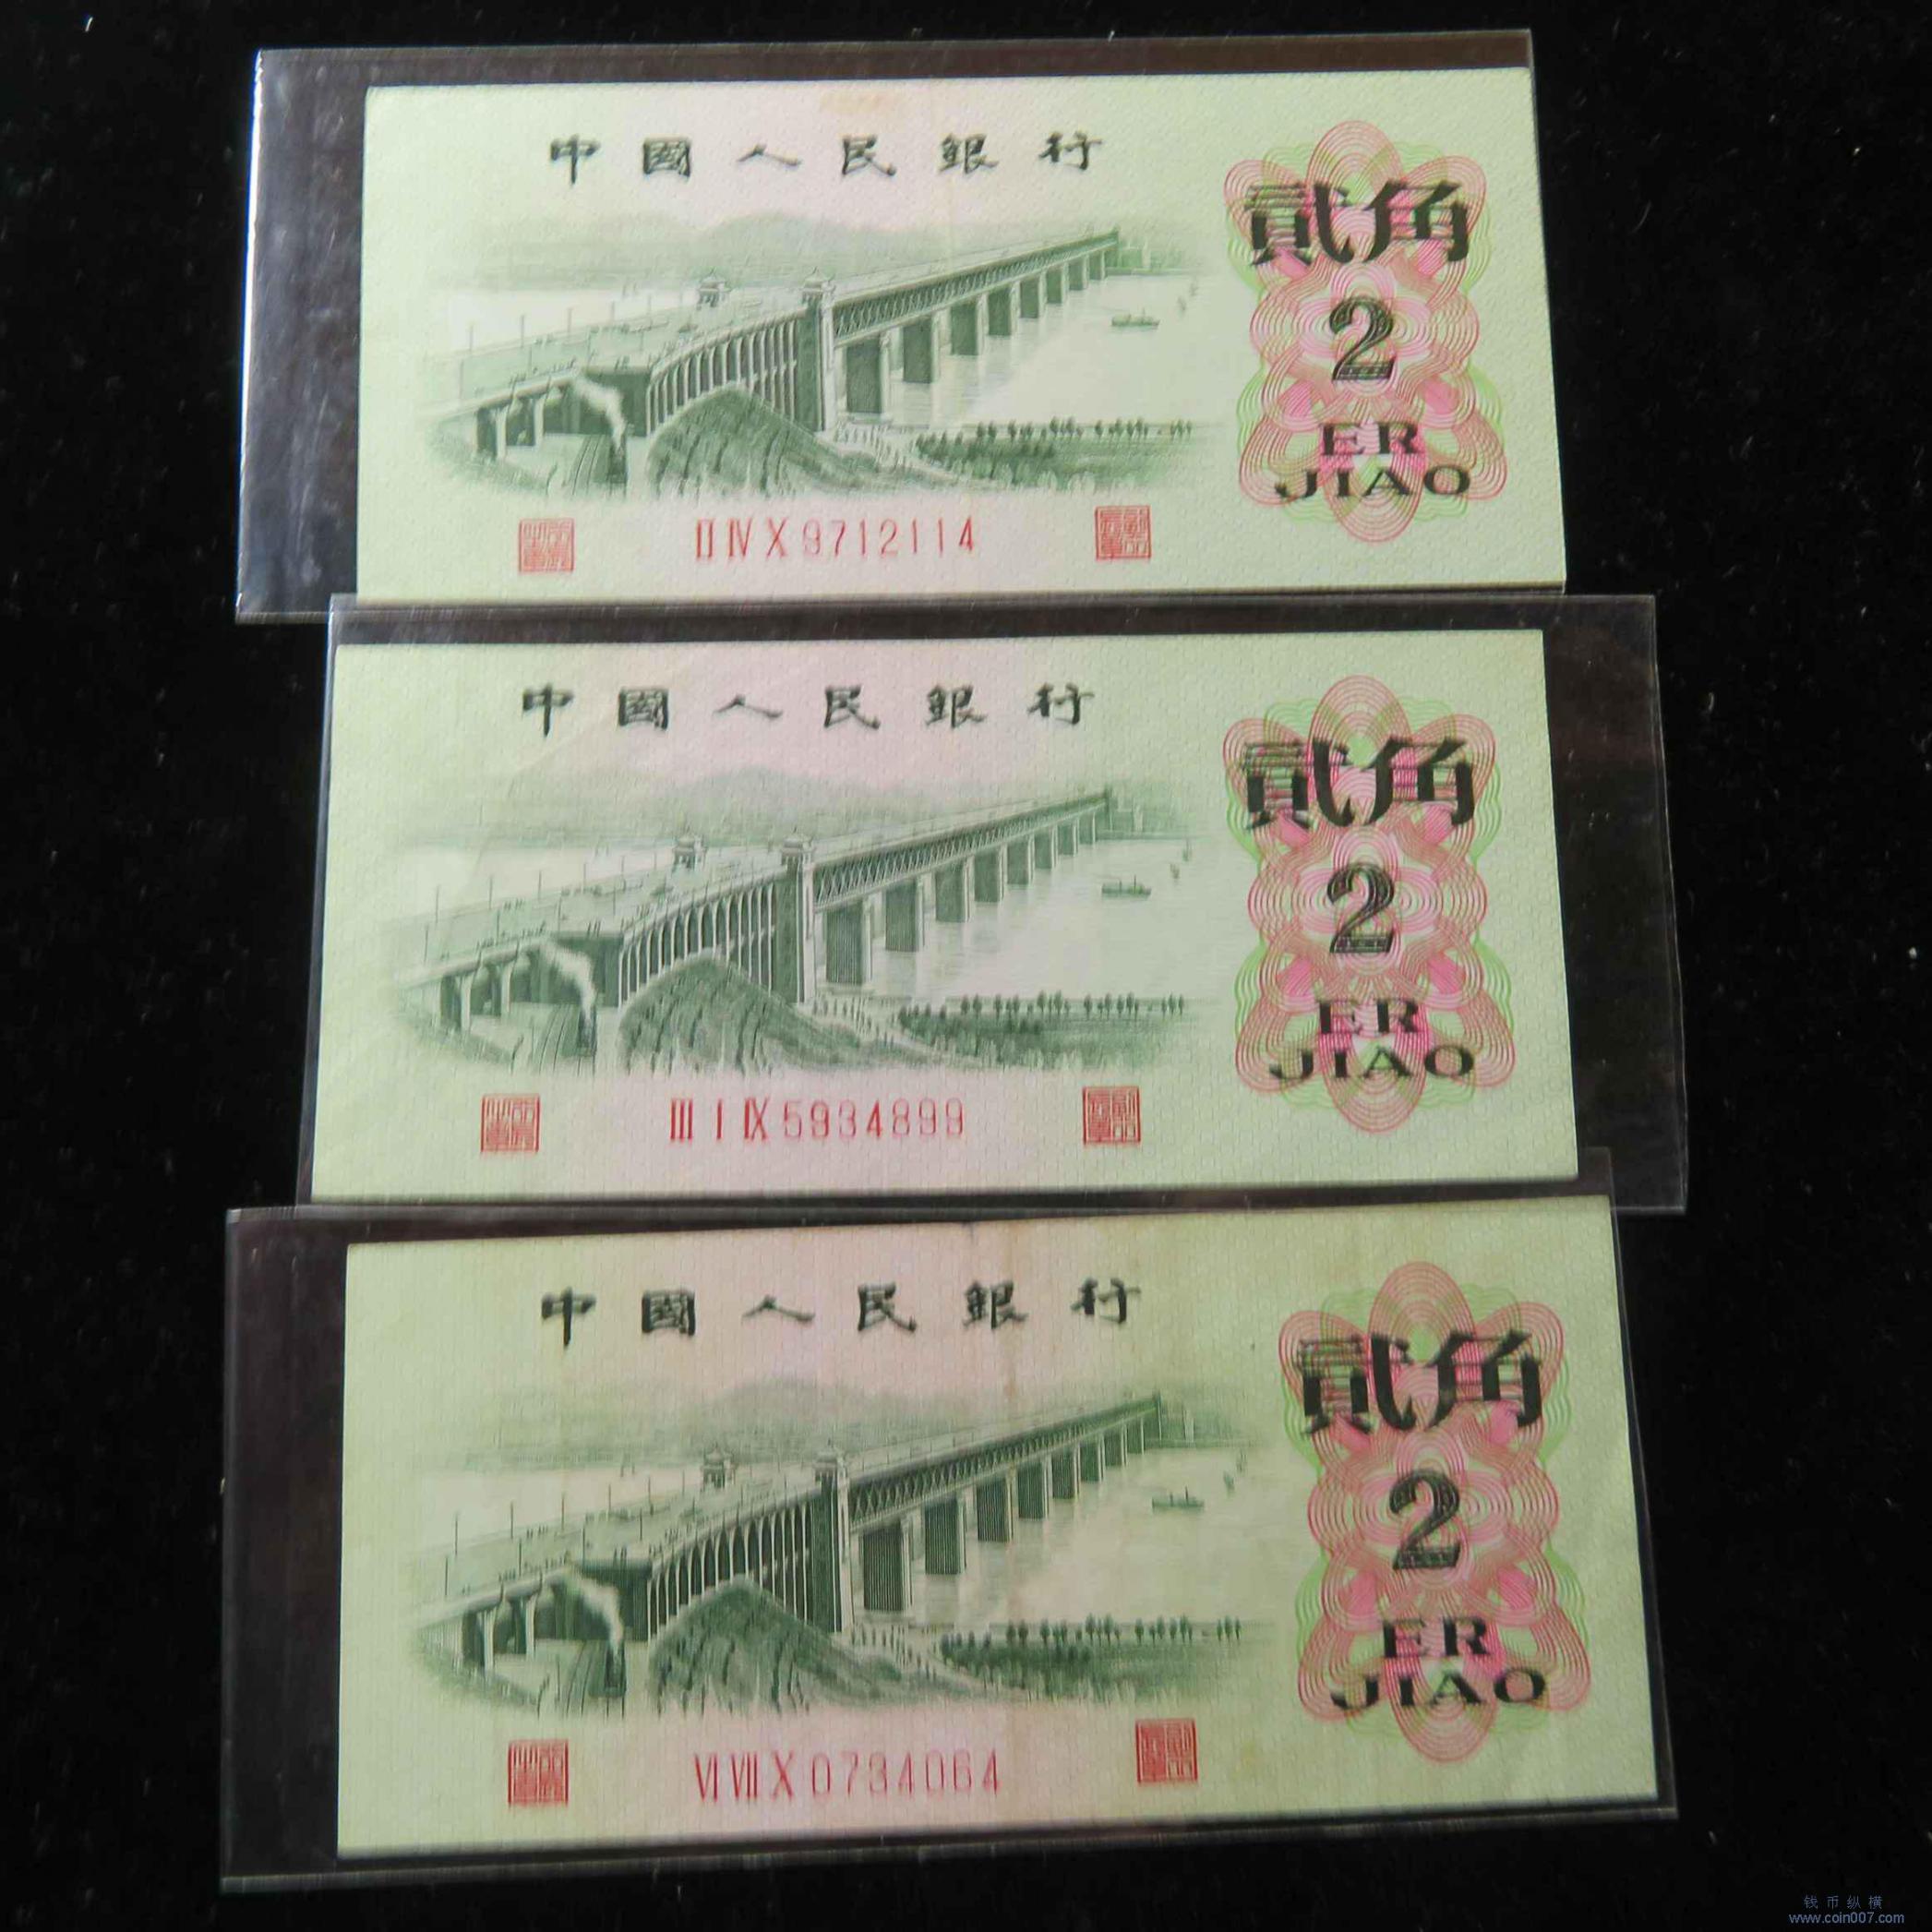 中國人民銀行
貳角
2
ER
JIAO
II IV X 9712114
中國人民銀行
貳角
2
ER
JIAO
III I IX 5934899
中國人民銀行
貳角
2
ER
JIAO
VI VII X 0734064
钱币纵横
www.coin007.com